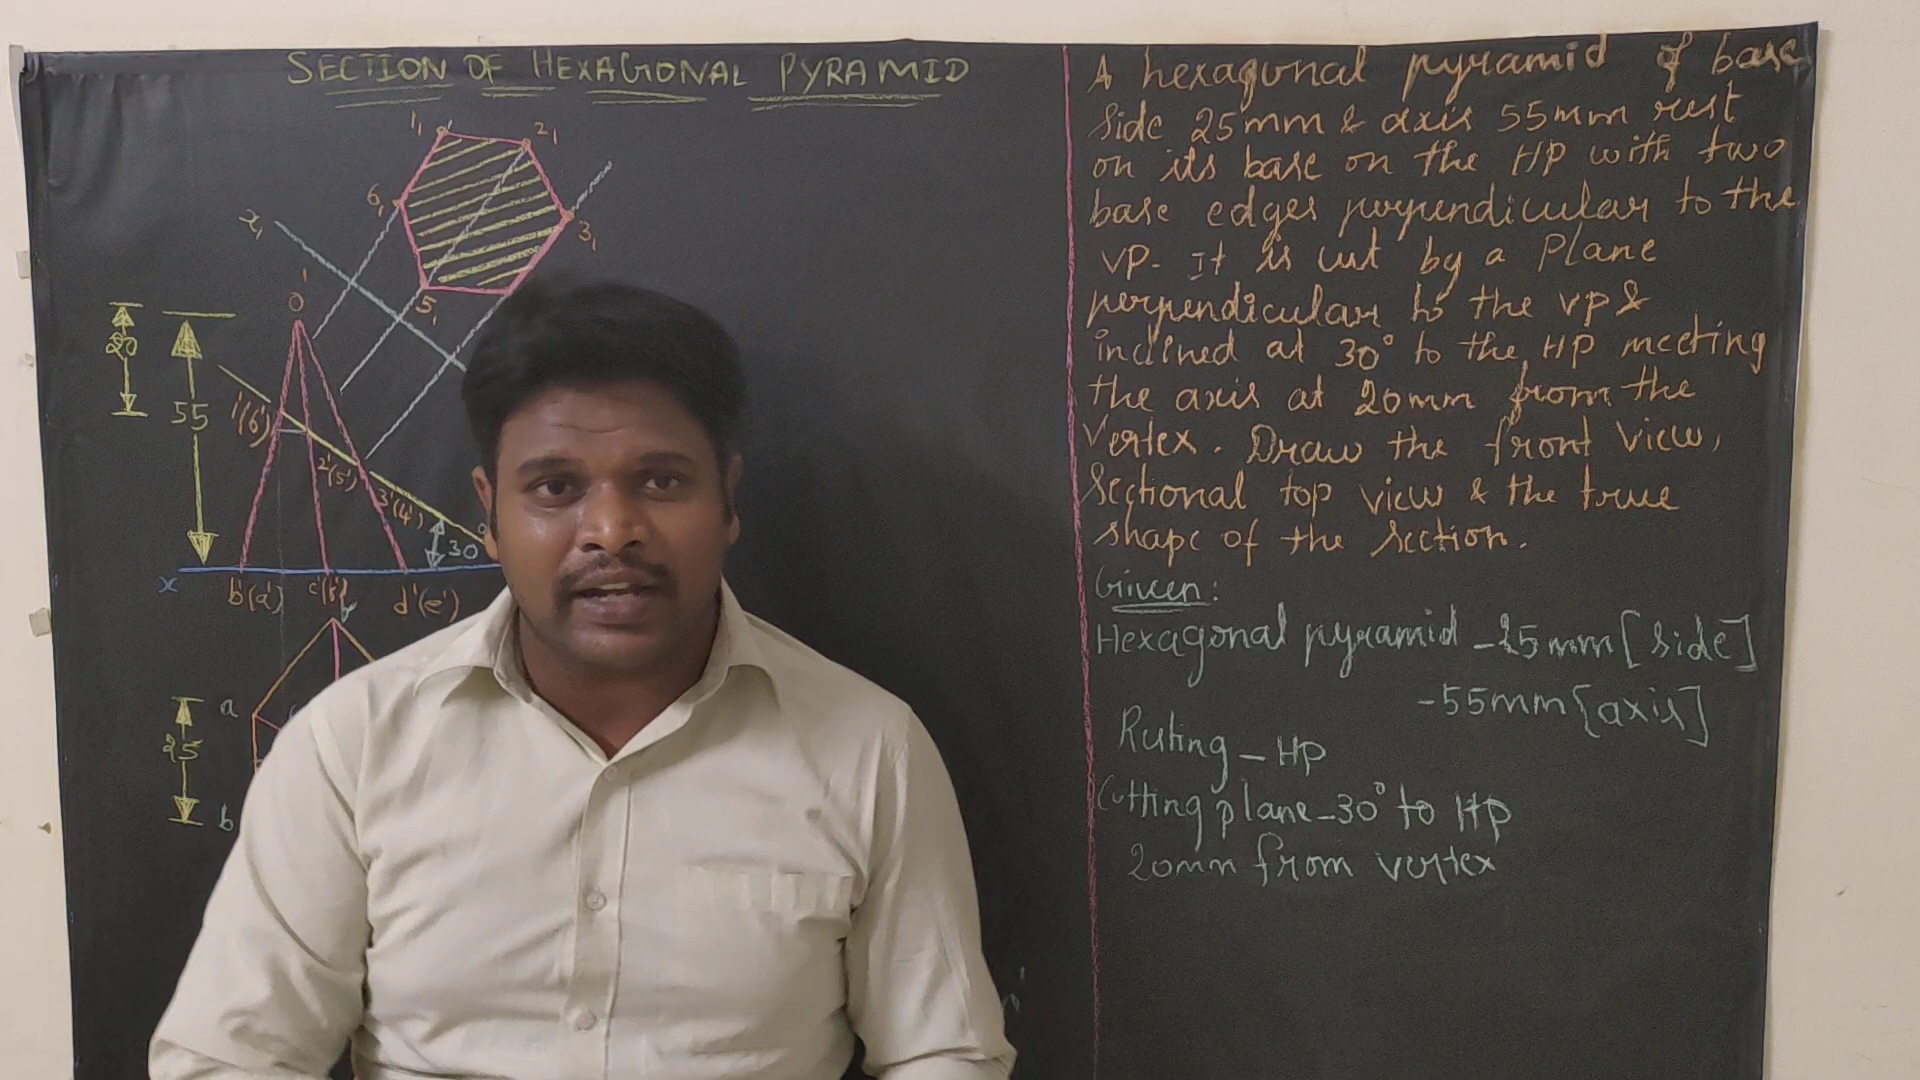 SECTION OF HEXAGONAL PYRAMID
1₁
2₁
6₁
3₁
x₁
5₁
o'
20
55
1'(6')
2'(5')
3'(4')
30
x
b'(a')
d'(e')
a
25
b
A hexagonal pyramid of base
side 25mm & axis 55mm rest
on its base on the HP with two
base edges perpendicular to the
VP. It is cut by a Plane
perpendicular to the VP &
inclined at 30° to the HP meeting
the axis at 20mm from the
Vertex. Draw the front view,
Sectional top view & the true
shape of the section.
Given:
Hexagonal pyramid - 25mm [side]
- 55mm [axis]
Resting - HP
Cutting plane - 30° to HP
20mm from vertex